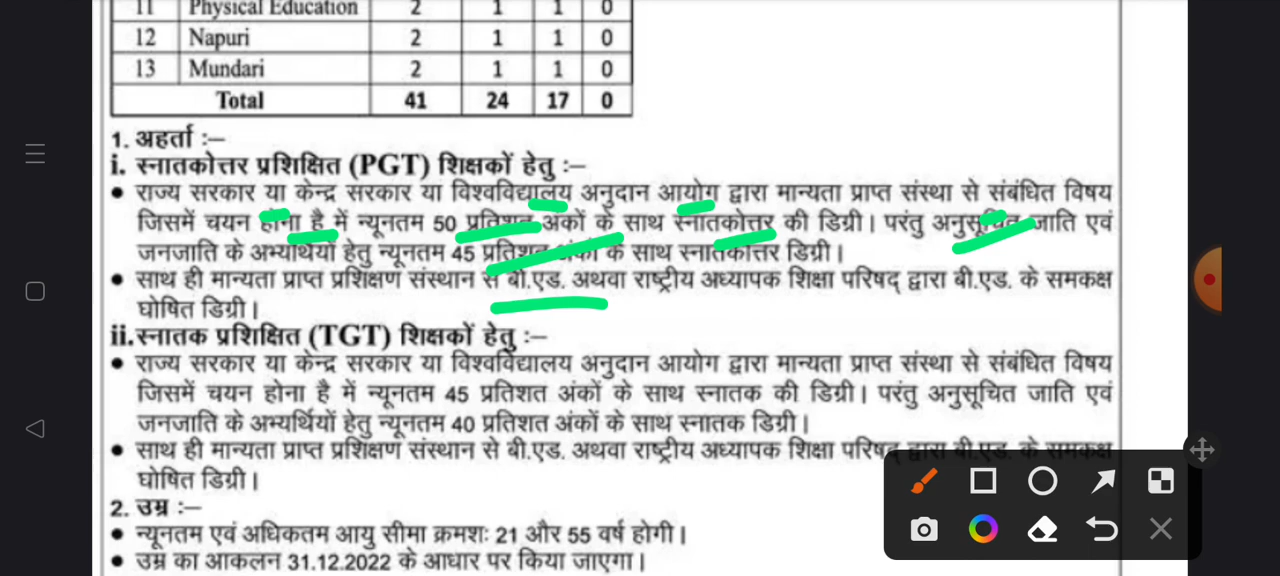 11 Physical Education 2 1 1 0
12 Napuri 2 1 1 0
13 Mundari 2 1 1 0
Total 41 24 17 0
1. अहर्ता :–
i. स्नातकोत्तर प्रशिक्षित (PGT) शिक्षकों हेतु :–
• राज्य सरकार या केन्द्र सरकार या विश्वविद्यालय अनुदान आयोग द्वारा मान्यता प्राप्त संस्था से संबंधित विषय
जिसमें चयन होना है में न्यूनतम 50 प्रतिशत अंकों के साथ स्नातकोत्तर की डिग्री। परंतु अनुसूचित जाति एवं
जनजाति के अभ्यर्थियों हेतु न्यूनतम 45 प्रतिशत अंकों के साथ स्नातकोत्तर डिग्री।
• साथ ही मान्यता प्राप्त प्रशिक्षण संस्थान से बी.एड. अथवा राष्ट्रीय अध्यापक शिक्षा परिषद् द्वारा बी.एड. के समकक्ष
घोषित डिग्री।
ii.स्नातक प्रशिक्षित (TGT) शिक्षकों हेतु :–
• राज्य सरकार या केन्द्र सरकार या विश्वविद्यालय अनुदान आयोग द्वारा मान्यता प्राप्त संस्था से संबंधित विषय
जिसमें चयन होना है में न्यूनतम 45 प्रतिशत अंकों के साथ स्नातक की डिग्री। परंतु अनुसूचित जाति एवं
जनजाति के अभ्यर्थियों हेतु न्यूनतम 40 प्रतिशत अंकों के साथ स्नातक डिग्री।
• साथ ही मान्यता प्राप्त प्रशिक्षण संस्थान से बी.एड. अथवा राष्ट्रीय अध्यापक शिक्षा परिषद् द्वारा बी.एड. के समकक्ष
घोषित डिग्री।
2. उम्र :–
• न्यूनतम एवं अधिकतम आयु सीमा क्रमशः 21 और 55 वर्ष होगी।
• उम्र का आकलन 31.12.2022 के आधार पर किया जाएगा।